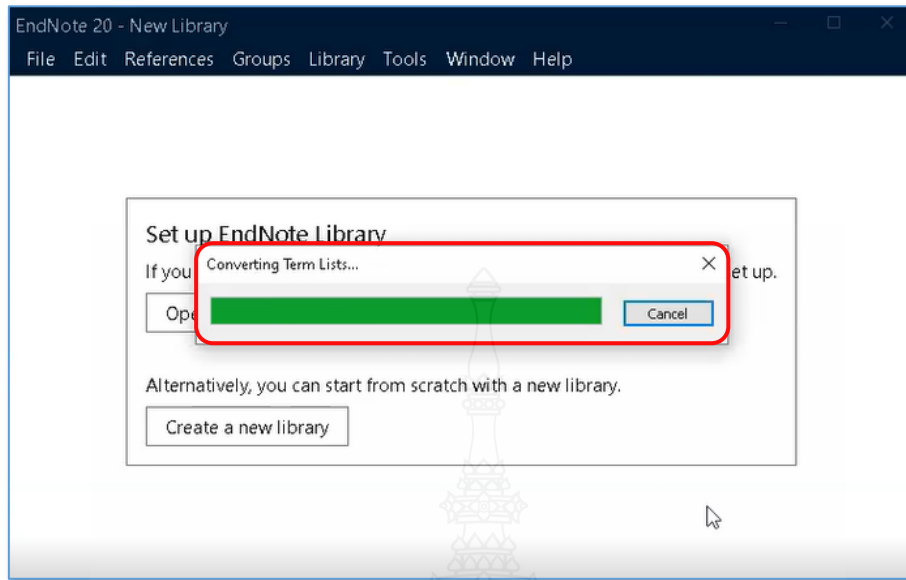 EndNote 20 - New Library
File Edit References Groups Library Tools Window Help
Set up EndNote Library
If you
et up.
Converting Term Lists...
Ope
Cancel
Alternatively, you can start from scratch with a new library.
Create a new library